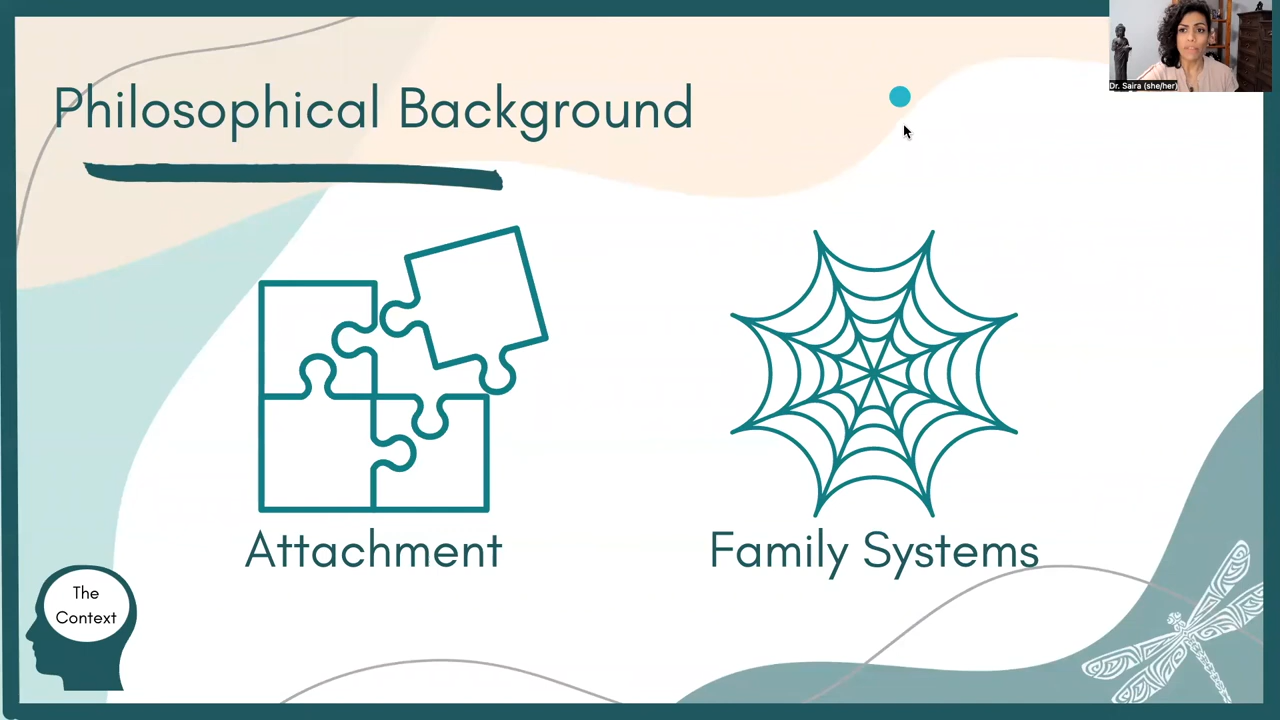 Philosophical Background
Dr. Saira (she/her)
Attachment
Family Systems
The
Context